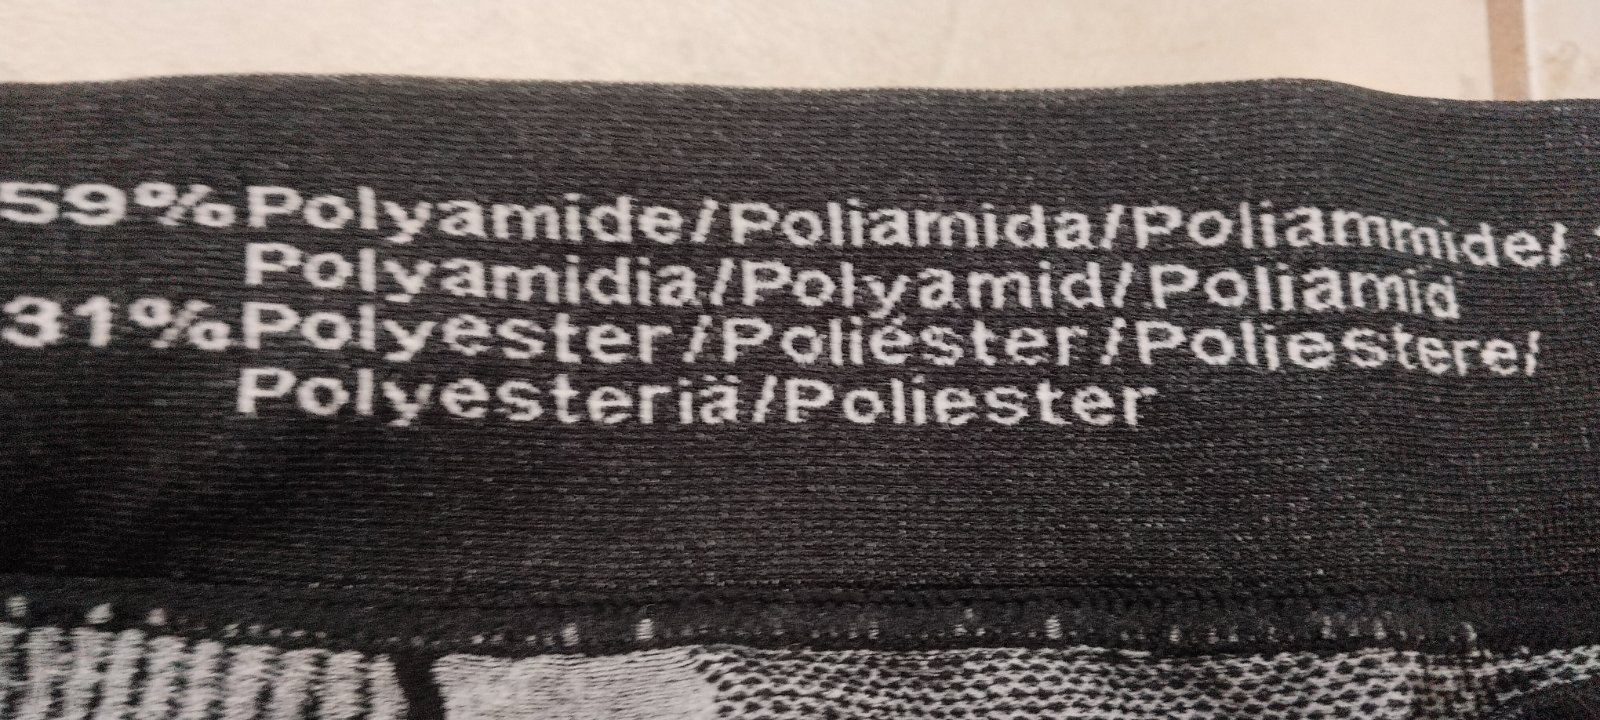 59% Polyamide/Poliamida/Poliammide/
Polyamidia/Polyamid/Poliamid
31% Polyester/Poliéster/Poliestere/
Polyesteriä/Poliester